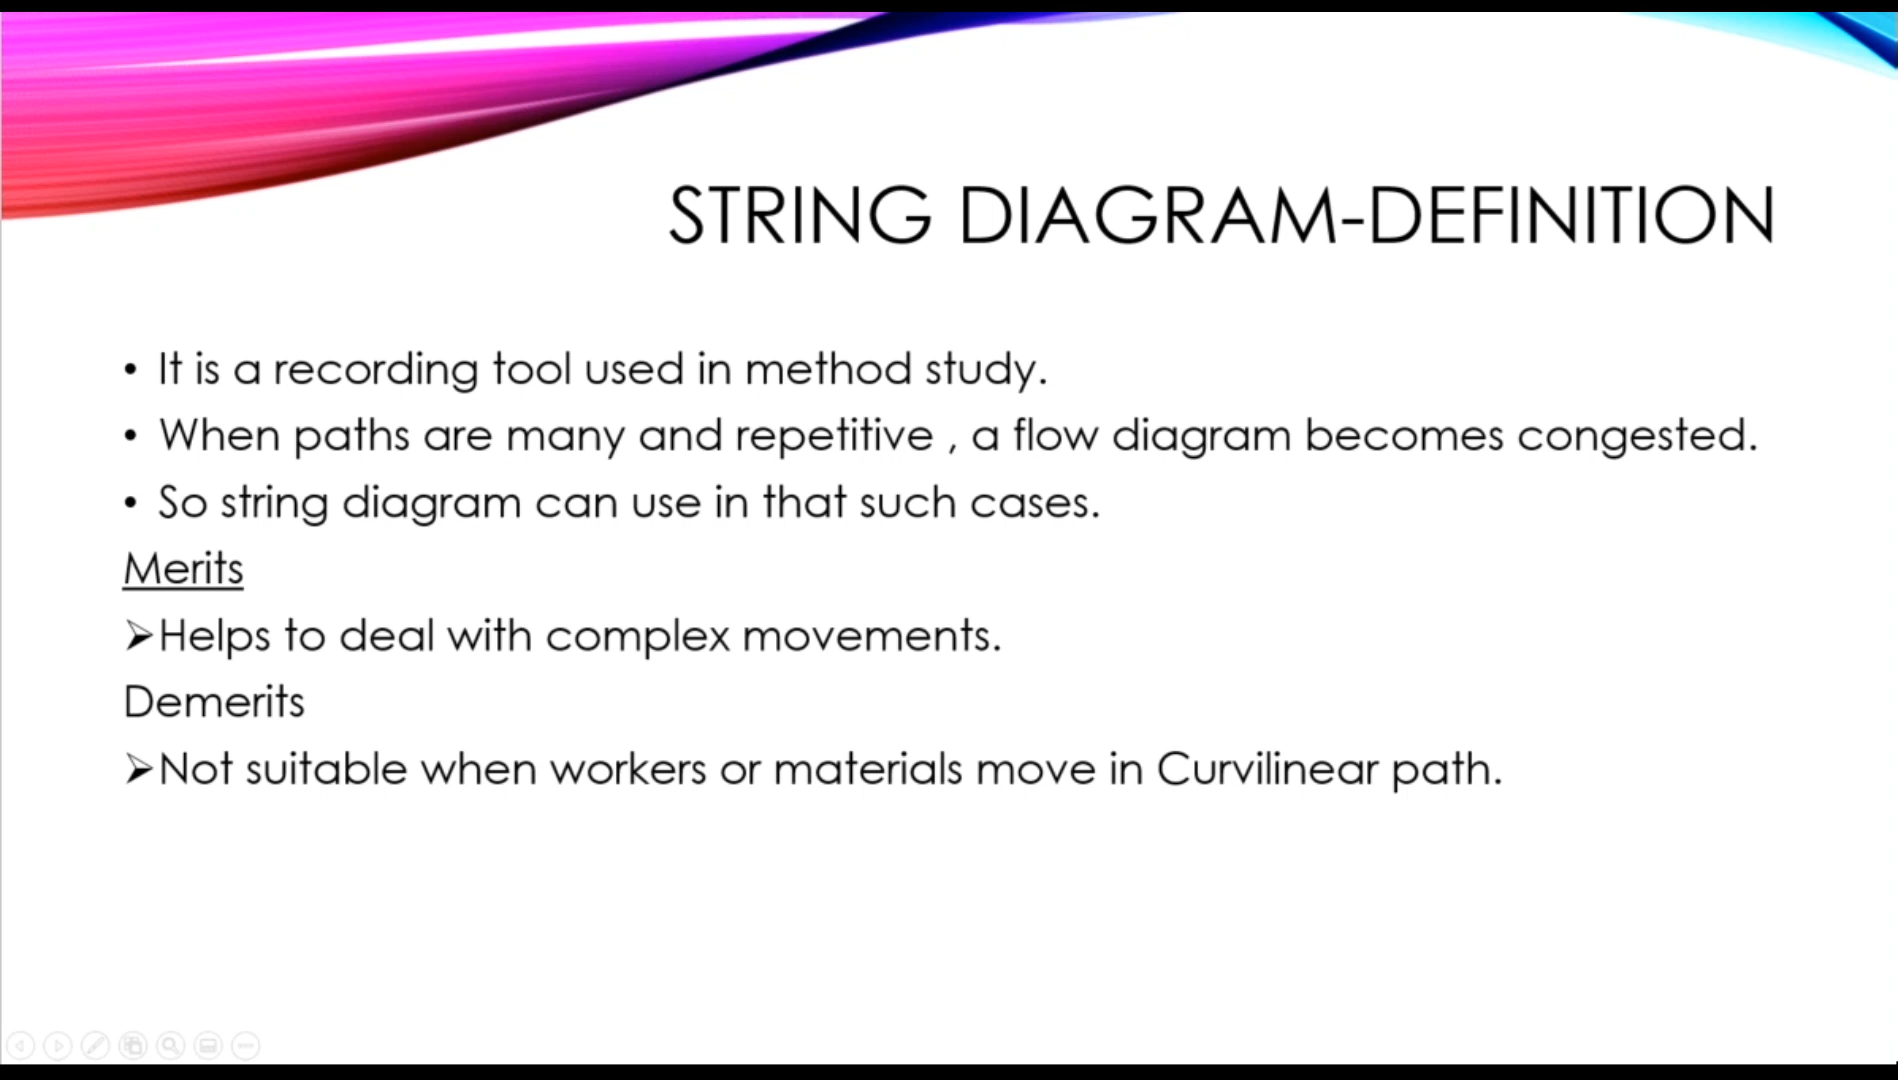 STRING DIAGRAM-DEFINITION
• It is a recording tool used in method study.
• When paths are many and repetitive , a flow diagram becomes congested.
• So string diagram can use in that such cases.
Merits
➢Helps to deal with complex movements.
Demerits
➢Not suitable when workers or materials move in Curvilinear path.